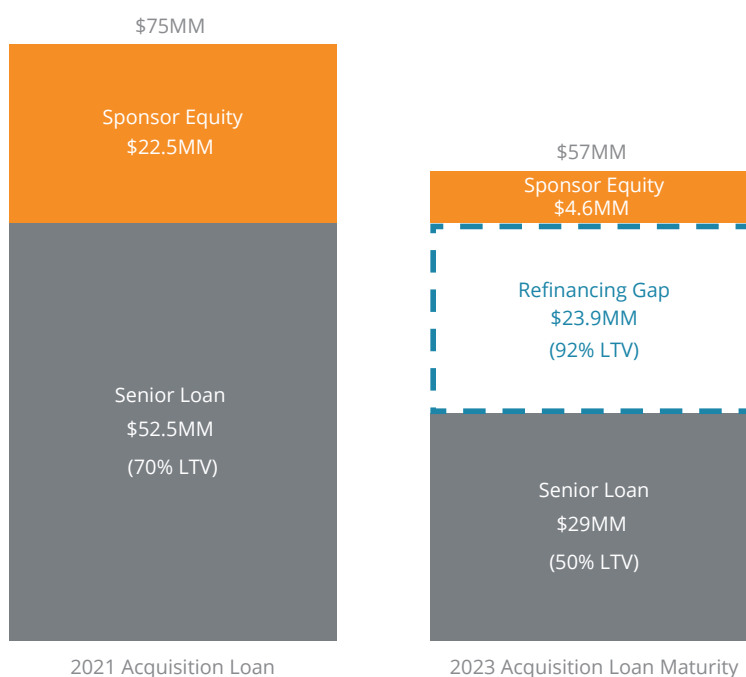 $75MM
Sponsor Equity
$22.5MM
Senior Loan
$52.5MM
(70% LTV)
2021 Acquisition Loan
$57MM
Sponsor Equity
$4.6MM
Refinancing Gap
$23.9MM
(92% LTV)
Senior Loan
$29MM
(50% LTV)
2023 Acquisition Loan Maturity